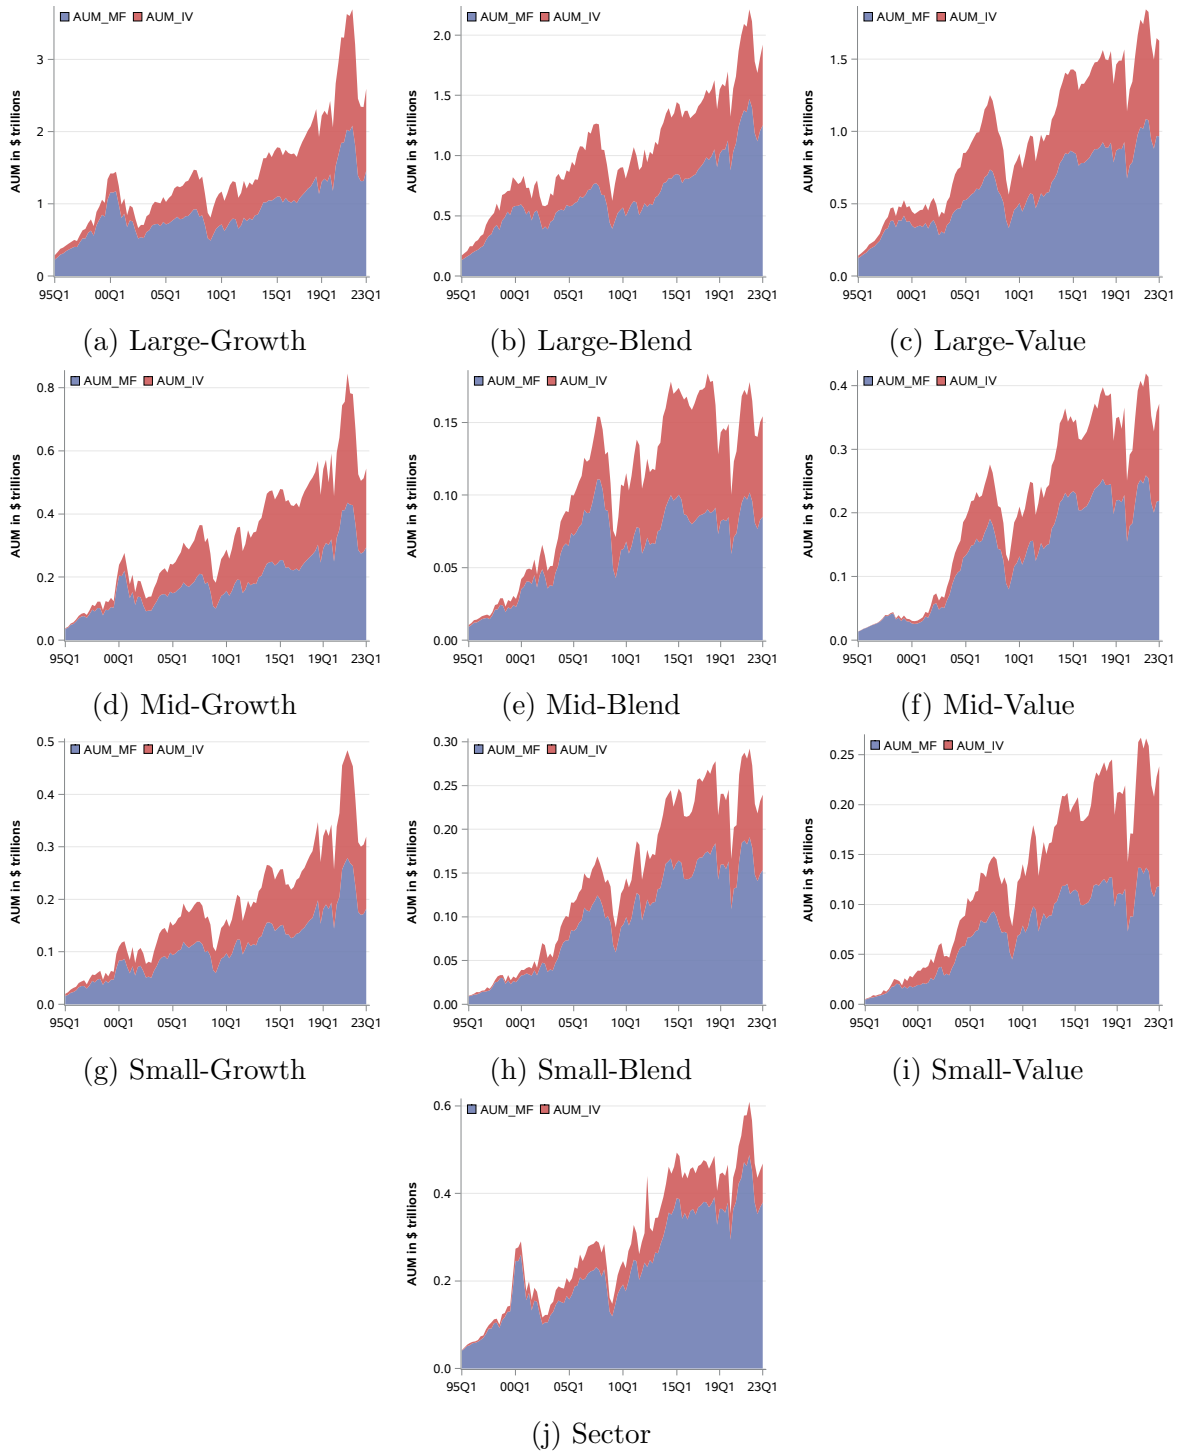 AUM_MF AUM_IV
AUM in $ trillions
3
2
1
0
95Q1 00Q1 05Q1 10Q1 15Q1 19Q1 23Q1
(a) Large-Growth
AUM_MF AUM_IV
AUM in $ trillions
2.0
1.5
1.0
0.5
0.0
95Q1 00Q1 05Q1 10Q1 15Q1 19Q1 23Q1
(b) Large-Blend
AUM_MF AUM_IV
AUM in $ trillions
1.5
1.0
0.5
0.0
95Q1 00Q1 05Q1 10Q1 15Q1 19Q1 23Q1
(c) Large-Value
AUM_MF AUM_IV
AUM in $ trillions
0.8
0.6
0.4
0.2
0.0
95Q1 00Q1 05Q1 10Q1 15Q1 19Q1 23Q1
(d) Mid-Growth
AUM_MF AUM_IV
AUM in $ trillions
0.15
0.10
0.05
0.00
95Q1 00Q1 05Q1 10Q1 15Q1 19Q1 23Q1
(e) Mid-Blend
AUM_MF AUM_IV
AUM in $ trillions
0.4
0.3
0.2
0.1
0.0
95Q1 00Q1 05Q1 10Q1 15Q1 19Q1 23Q1
(f) Mid-Value
AUM_MF AUM_IV
AUM in $ trillions
0.5
0.4
0.3
0.2
0.1
0.0
95Q1 00Q1 05Q1 10Q1 15Q1 19Q1 23Q1
(g) Small-Growth
AUM_MF AUM_IV
AUM in $ trillions
0.30
0.25
0.20
0.15
0.10
0.05
0.00
95Q1 00Q1 05Q1 10Q1 15Q1 19Q1 23Q1
(h) Small-Blend
AUM_MF AUM_IV
AUM in $ trillions
0.25
0.20
0.15
0.10
0.05
0.00
95Q1 00Q1 05Q1 10Q1 15Q1 19Q1 23Q1
(i) Small-Value
AUM_MF AUM_IV
AUM in $ trillions
0.6
0.4
0.2
0.0
95Q1 00Q1 05Q1 10Q1 15Q1 19Q1 23Q1
(j) Sector